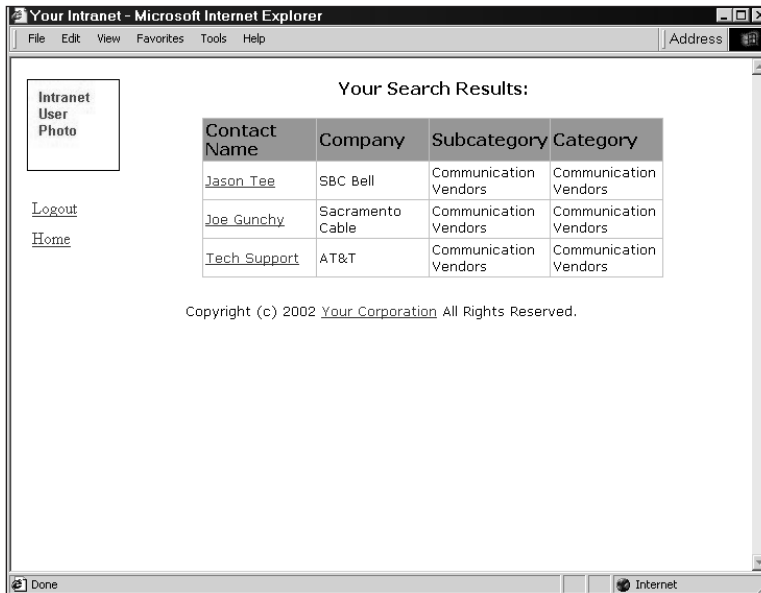 Your Intranet - Microsoft Internet Explorer
File Edit View Favorites Tools Help Address
Intranet
User
Photo
Logout
Home
Your Search Results:
Contact
Name
Company
Subcategory
Category
Jason Tee
SBC Bell
Communication
Vendors
Communication
Vendors
Joe Gunchy
Sacramento
Cable
Communication
Vendors
Communication
Vendors
Tech Support
AT&T
Communication
Vendors
Communication
Vendors
Copyright (c) 2002 Your Corporation All Rights Reserved.
Done
Internet